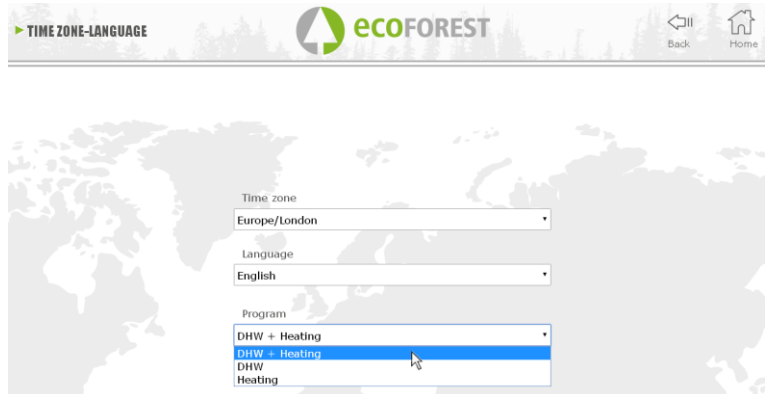 TIME ZONE-LANGUAGE
ecoFOREST
Back
Home
Time zone
Europe/London
Language
English
Program
DHW + Heating
DHW + Heating
DHW
Heating